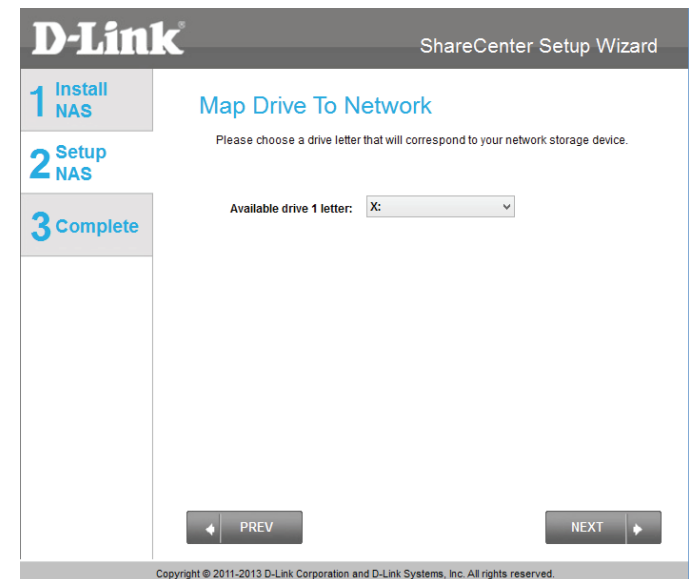 D-Link®
ShareCenter Setup Wizard
1 Install
NAS
2 Setup
NAS
3 Complete
Map Drive To Network
Please choose a drive letter that will correspond to your network storage device.
Available drive 1 letter: X:
PREV
NEXT
Copyright © 2011-2013 D-Link Corporation and D-Link Systems, Inc. All rights reserved.